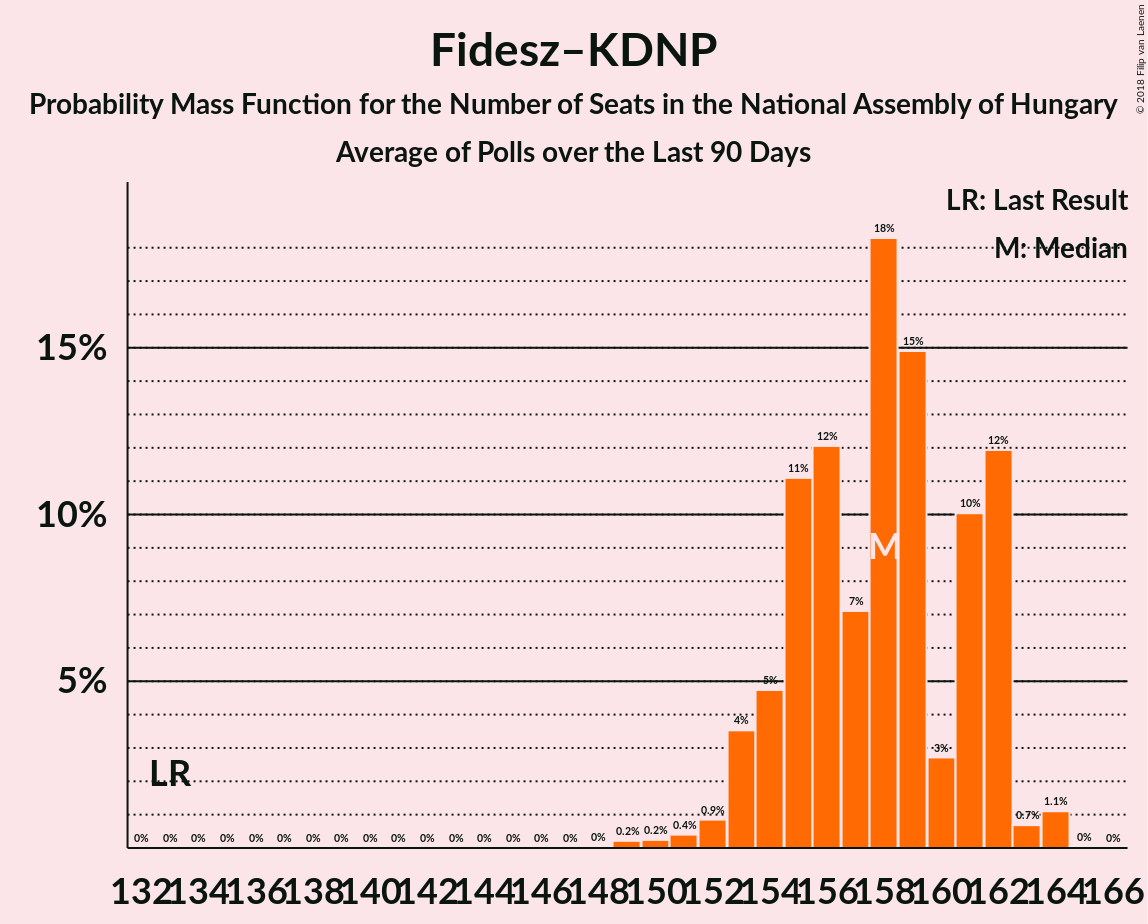 Fidesz–KDNP
Probability Mass Function for the Number of Seats in the National Assembly of Hungary
Average of Polls over the Last 90 Days
© 2018 Filip van Laenen
LR: Last Result
M: Median
18%
15%
15%
12%
12%
11%
10%
10%
M
7%
5%
5%
4%
3%
LR
1.1%
0.9%
0.7%
0.4%
0.2%
0.2%
0% 0% 0% 0% 0% 0% 0% 0% 0% 0% 0% 0% 0% 0% 0% 0% 0% 0% 0%
132 134 136 138 140 142 144 146 148 150 152 154 156 158 160 162 164 166